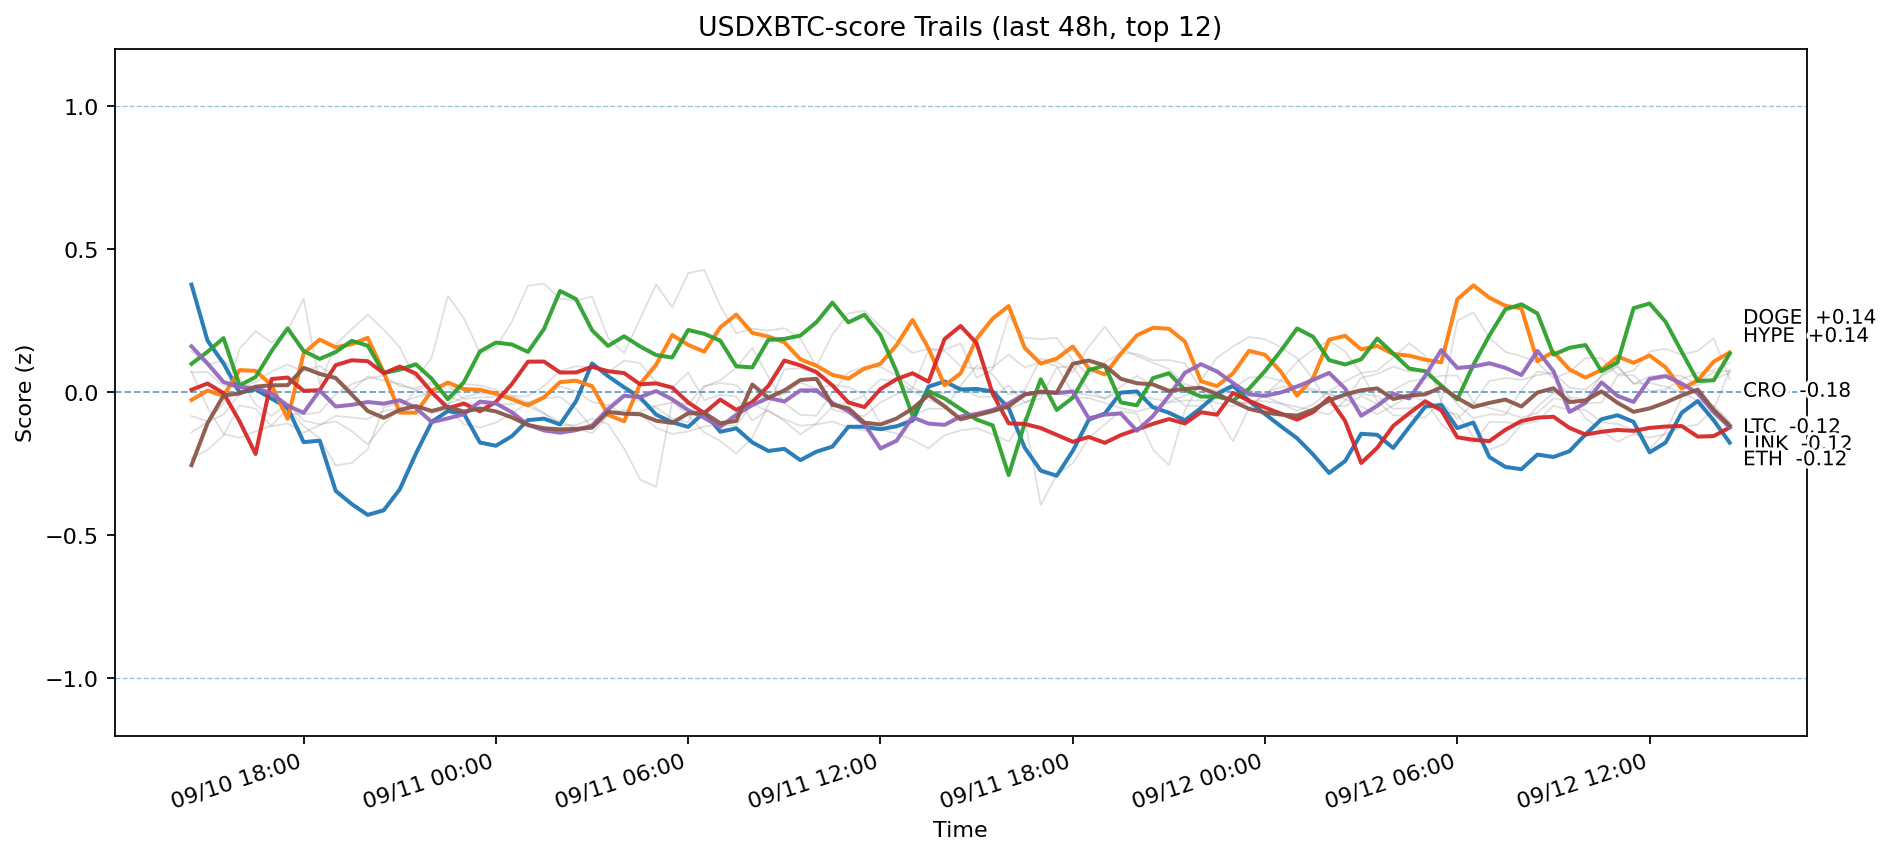 USDXBTC-score Trails (last 48h, top 12)
Score (z)
1.0
0.5
0.0
−0.5
−1.0
DOGE +0.14
HYPE +0.14
CRO -0.18
LTC -0.12
LINK -0.12
ETH -0.12
09/10 18:00
09/11 00:00
09/11 06:00
09/11 12:00
09/11 18:00
09/12 00:00
09/12 06:00
09/12 12:00
Time